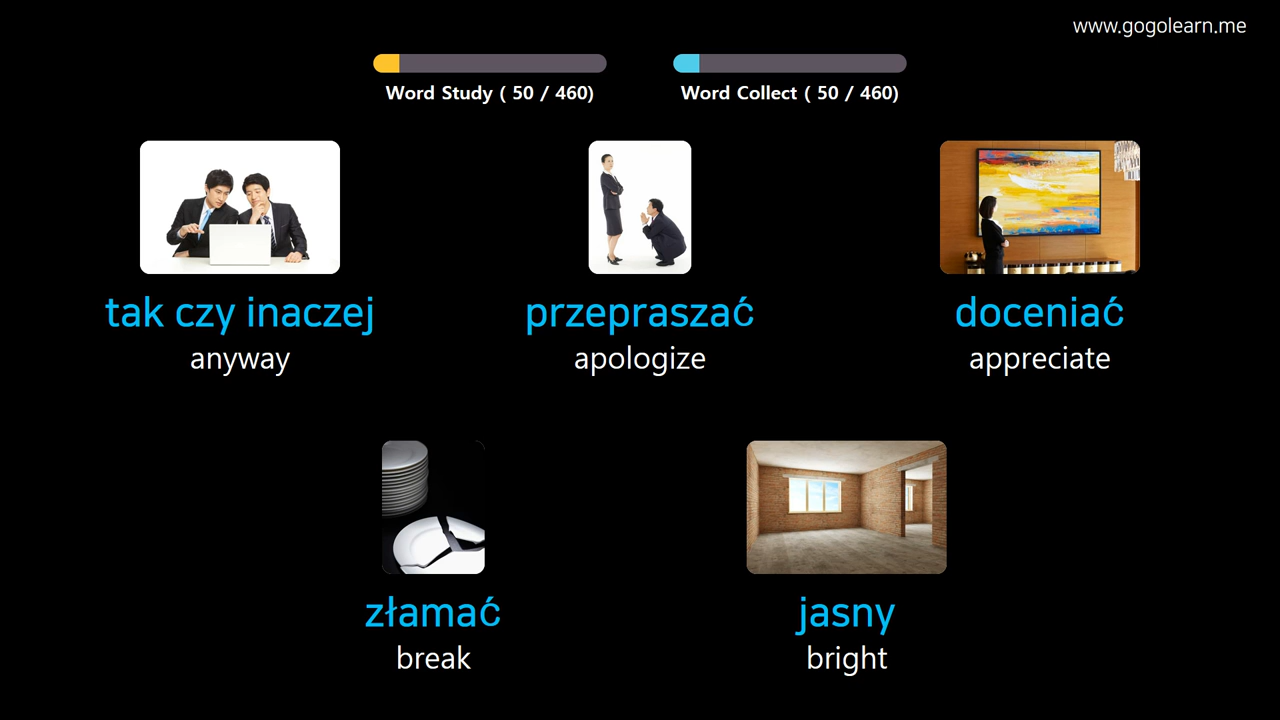 www.gogolearn.me
Word Study ( 50 / 460)
Word Collect ( 50 / 460)
tak czy inaczej
anyway
przepraszać
apologize
doceniać
appreciate
złamać
break
jasny
bright